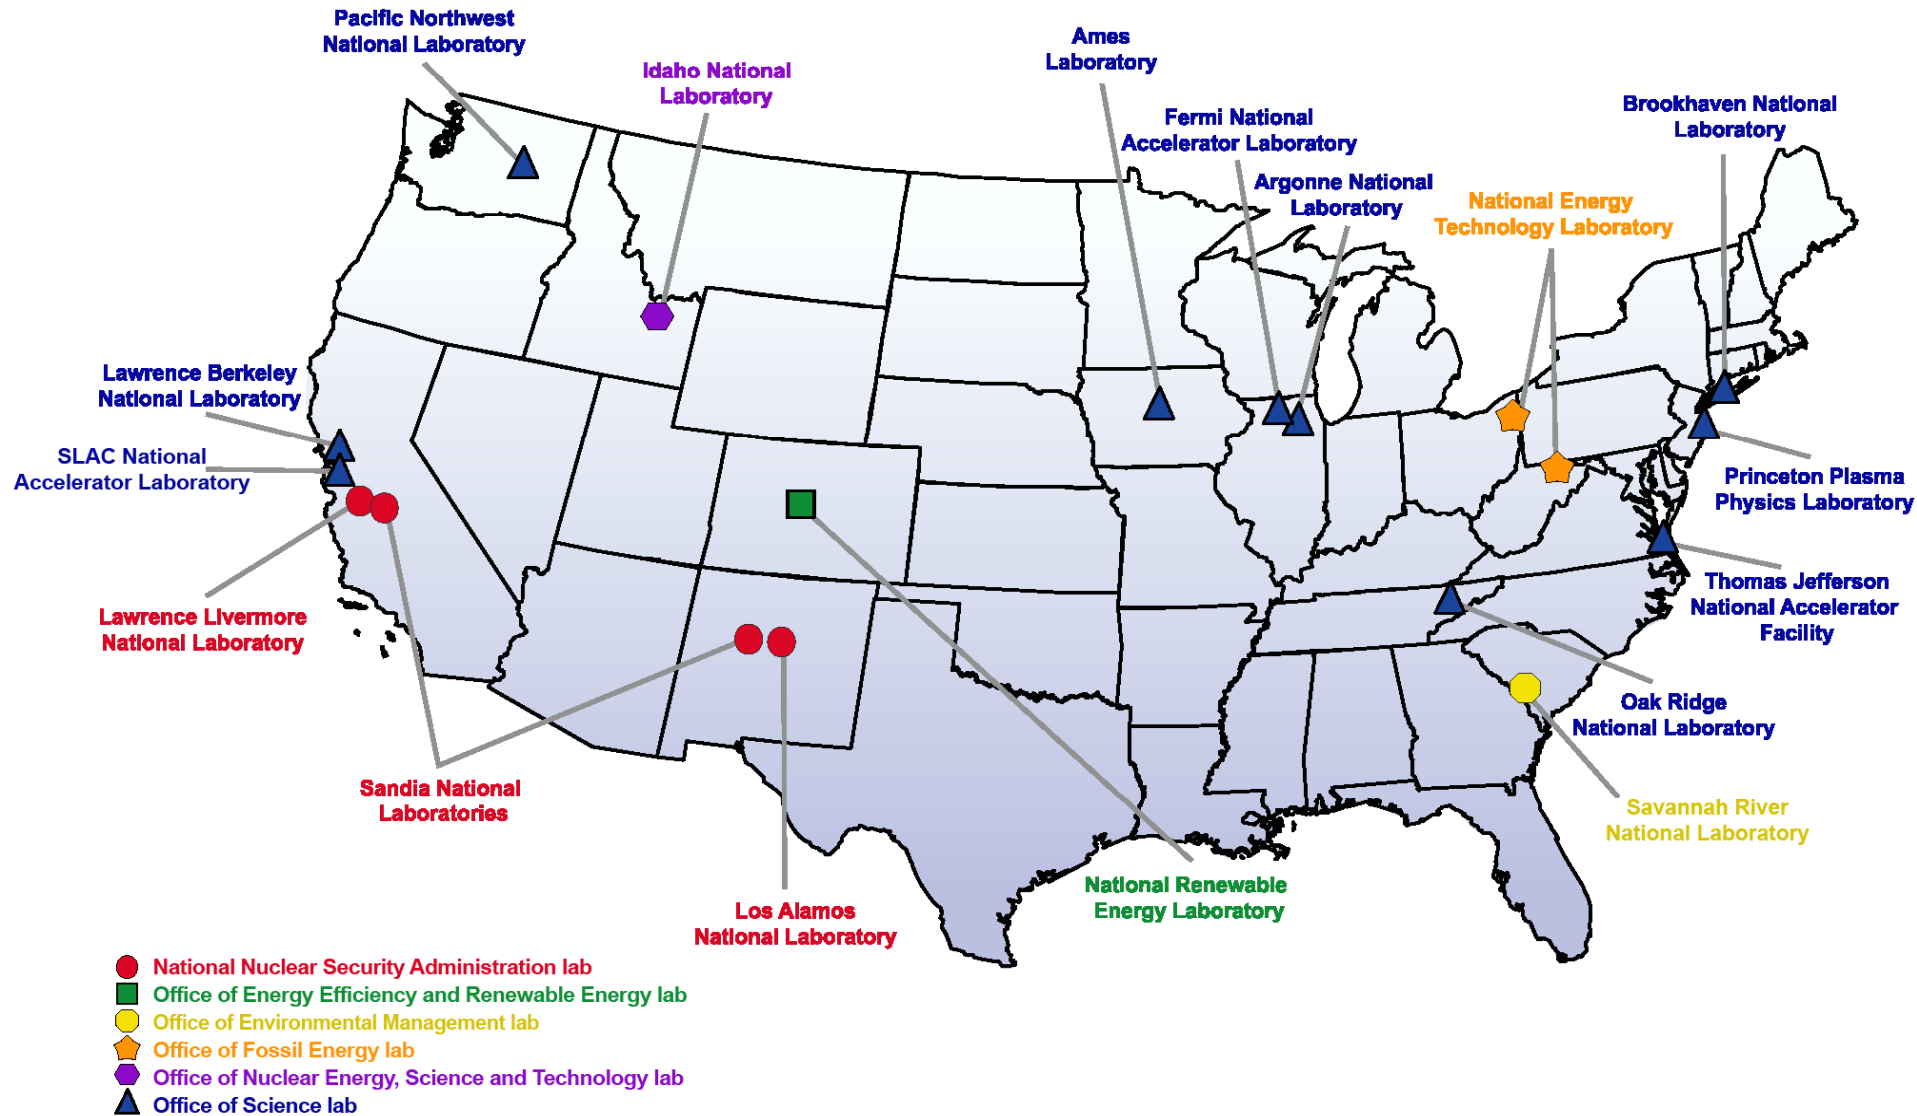 Pacific Northwest
National Laboratory
Idaho National
Laboratory
Ames
Laboratory
Fermi National
Accelerator Laboratory
Argonne National
Laboratory
National Energy
Technology Laboratory
Brookhaven National
Laboratory
Lawrence Berkeley
National Laboratory
SLAC National
Accelerator Laboratory
Princeton Plasma
Physics Laboratory
Thomas Jefferson
National Accelerator
Facility
Lawrence Livermore
National Laboratory
Oak Ridge
National Laboratory
Sandia National
Laboratories
Savannah River
National Laboratory
National Renewable
Energy Laboratory
Los Alamos
National Laboratory
National Nuclear Security Administration lab
Office of Energy Efficiency and Renewable Energy lab
Office of Environmental Management lab
Office of Fossil Energy lab
Office of Nuclear Energy, Science and Technology lab
Office of Science lab